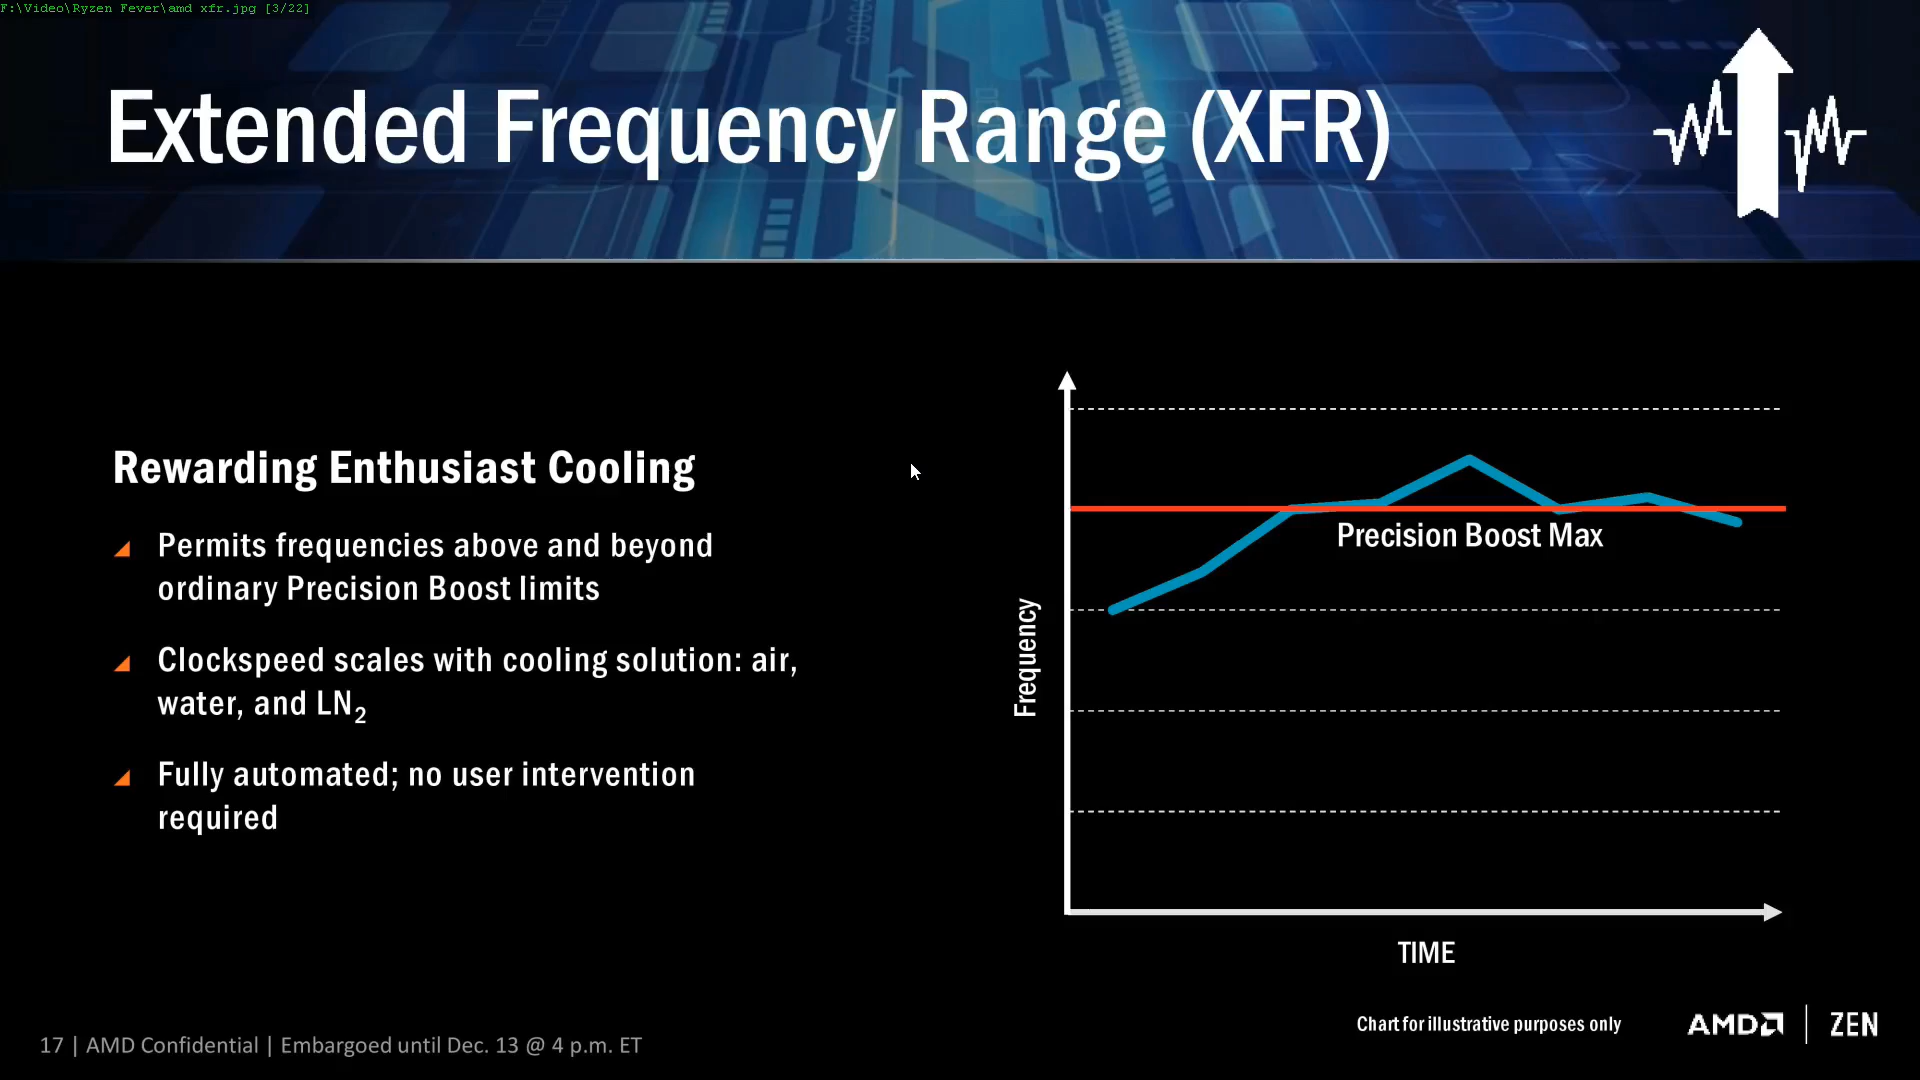 F:\Video\Ryzen Fever\amd xfr.jpg [3/22]
Extended Frequency Range (XFR)
Rewarding Enthusiast Cooling
Permits frequencies above and beyond
ordinary Precision Boost limits
Clockspeed scales with cooling solution: air,
water, and LN₂
Fully automated; no user intervention
required
Precision Boost Max
Frequency
TIME
Chart for illustrative purposes only
AMD | ZEN
17 | AMD Confidential | Embargoed until Dec. 13 @ 4 p.m. ET